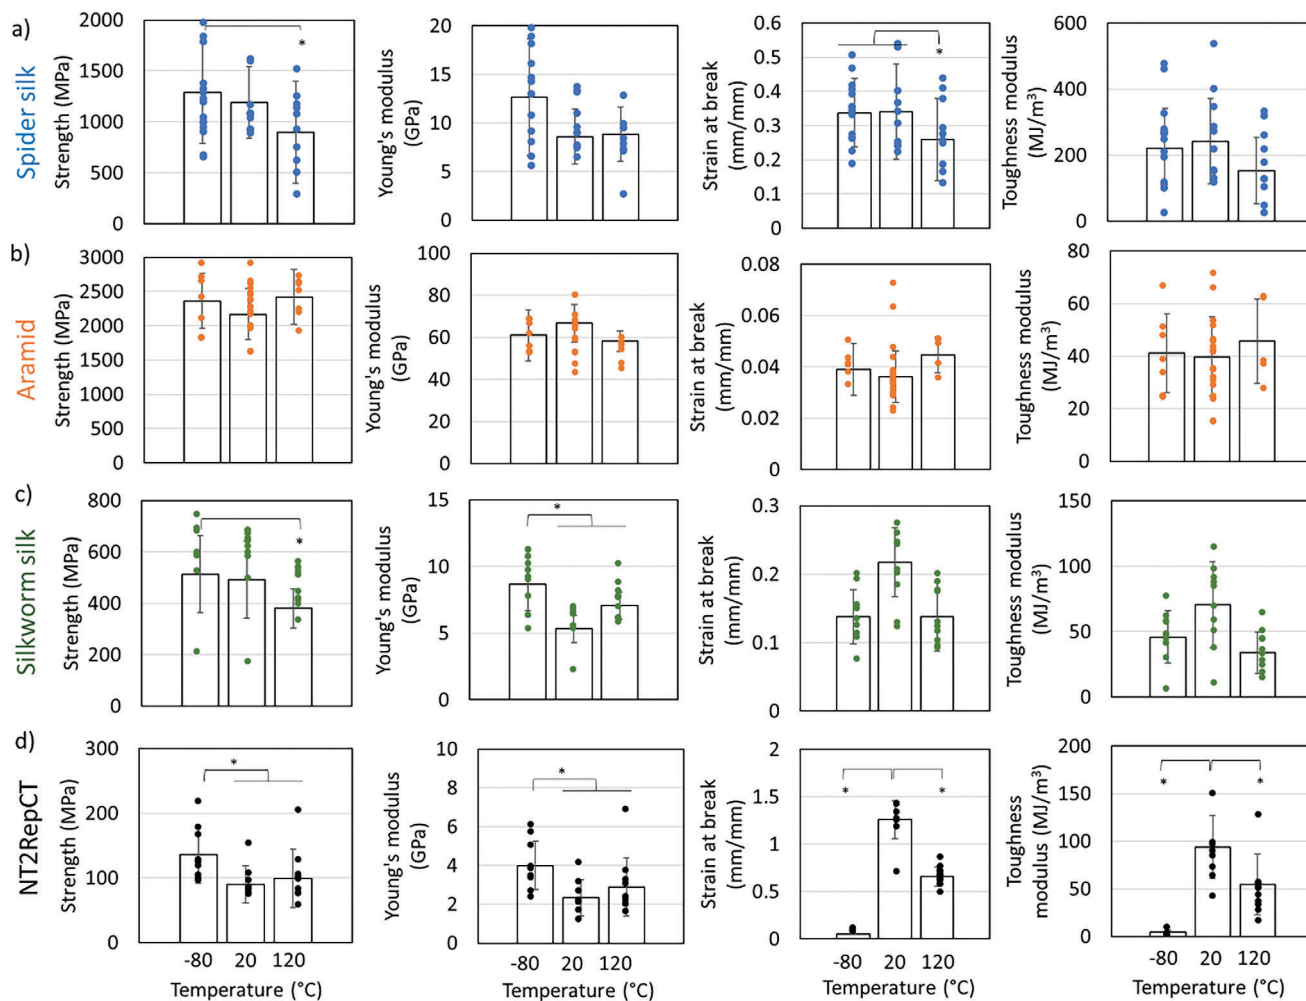 a)
Spider silk
Strength (MPa)
2000
1500
1000
500
0
*
Young's modulus
(GPa)
20
15
10
5
0
Strain at break
(mm/mm)
0.6
0.5
0.4
0.3
0.2
0.1
0
*
Toughness modulus
(MJ/m³)
600
400
200
0
b)
Aramid
Strength (MPa)
3000
2500
2000
1500
1000
500
0
Young's modulus
(GPa)
100
80
60
40
20
0
Strain at break
(mm/mm)
0.08
0.06
0.04
0.02
0
Toughness modulus
(MJ/m³)
80
60
40
20
0
c)
Silkworm silk
Strength (MPa)
800
600
400
200
0
*
Young's modulus
(GPa)
15
10
5
0
*
Strain at break
(mm/mm)
0.3
0.2
0.1
0
Toughness modulus
(MJ/m³)
150
100
50
0
d)
NT2RepCT
Strength (MPa)
300
200
100
0
*
-80 20 120
Temperature (°C)
Young's modulus
(GPa)
10
8
6
4
2
0
*
-80 20 120
Temperature (°C)
Strain at break
(mm/mm)
2
1.5
1
0.5
0
* *
-80 20 120
Temperature (°C)
Toughness
modulus (MJ/m³)
200
150
100
50
0
* *
-80 20 120
Temperature (°C)